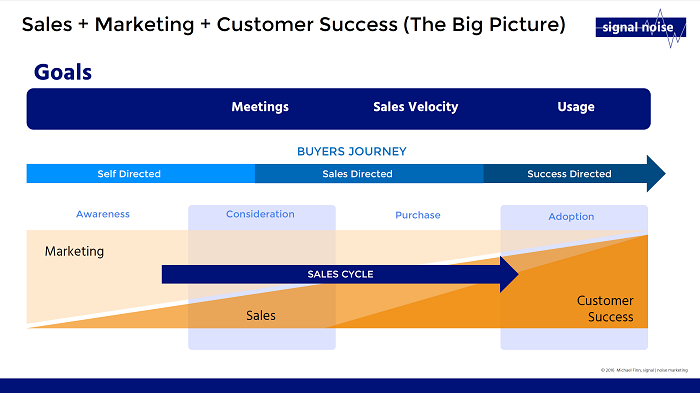 Sales + Marketing + Customer Success (The Big Picture)
signal noise
Goals
Meetings
Sales Velocity
Usage
BUYERS JOURNEY
Self Directed
Sales Directed
Success Directed
Awareness
Consideration
Purchase
Adoption
Marketing
SALES CYCLE
Sales
Customer
Success
© 2016 Michael Finn, signal | noise marketing